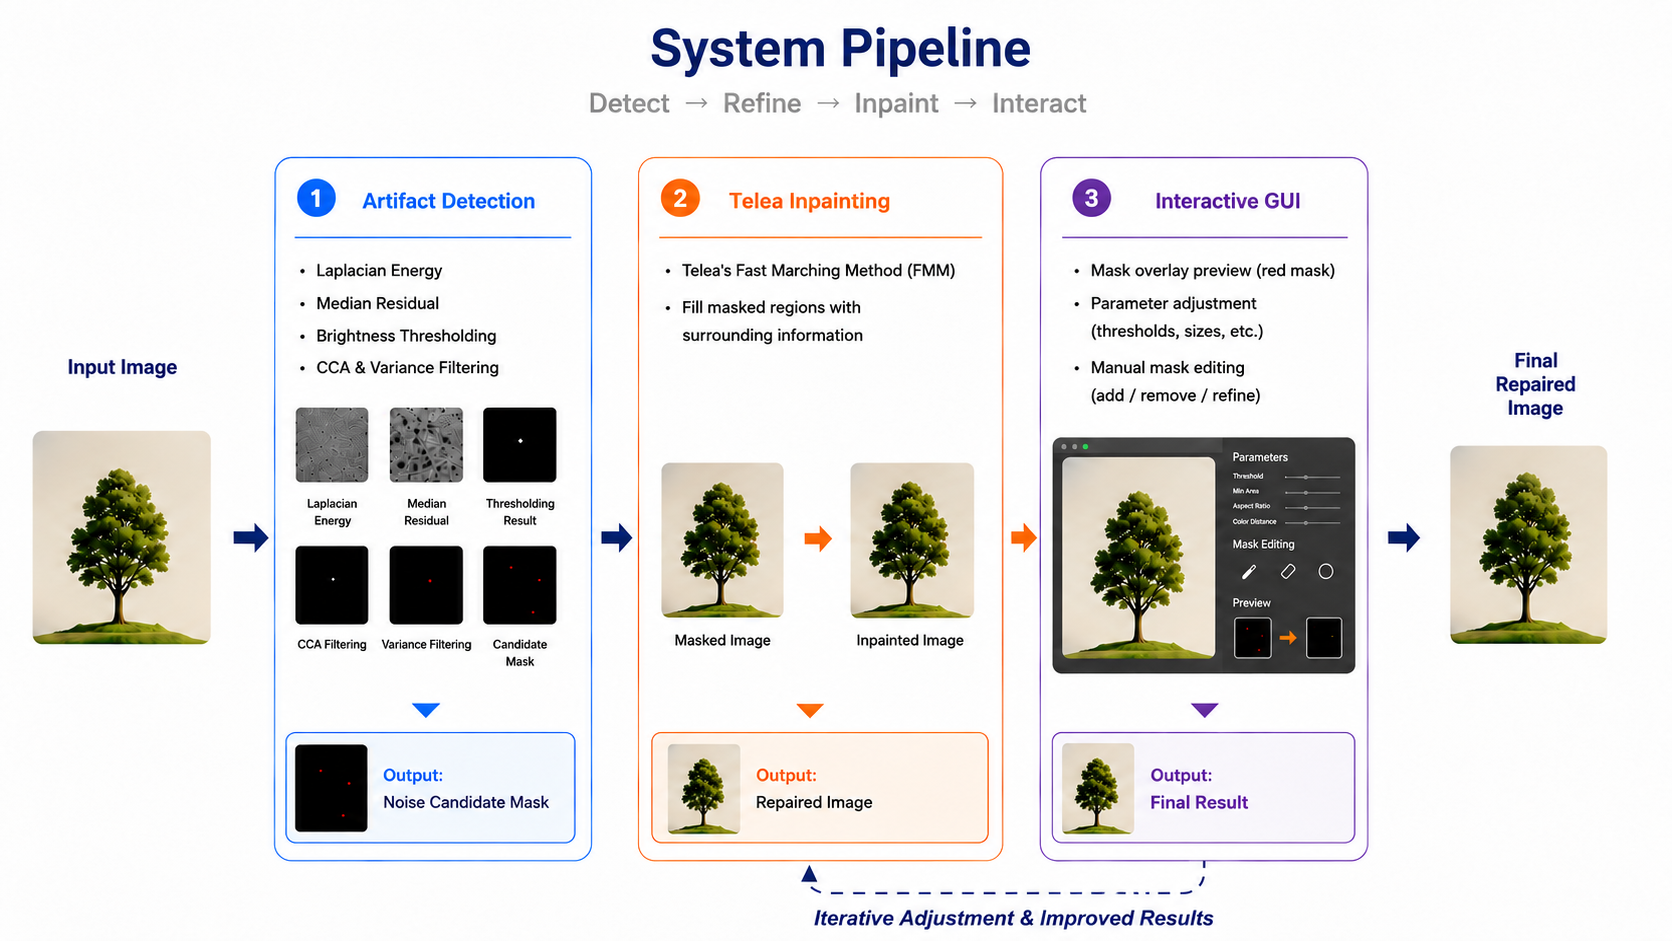 System Pipeline
Detect → Refine → Inpaint → Interact
Input Image
1 Artifact Detection
• Laplacian Energy
• Median Residual
• Brightness Thresholding
• CCA & Variance Filtering
Laplacian
Energy
Median
Residual
Thresholding
Result
CCA Filtering
Variance Filtering
Candidate
Mask
Output:
Noise Candidate Mask
2 Telea Inpainting
• Telea's Fast Marching Method (FMM)
• Fill masked regions with
surrounding information
Masked Image
Inpainted Image
Output:
Repaired Image
3 Interactive GUI
• Mask overlay preview (red mask)
• Parameter adjustment
(thresholds, sizes, etc.)
• Manual mask editing
(add / remove / refine)
Parameters
Threshold
Min Area
Aspect Ratio
Color Distance
Mask Editing
Preview
Output:
Final Result
Final
Repaired
Image
Iterative Adjustment & Improved Results